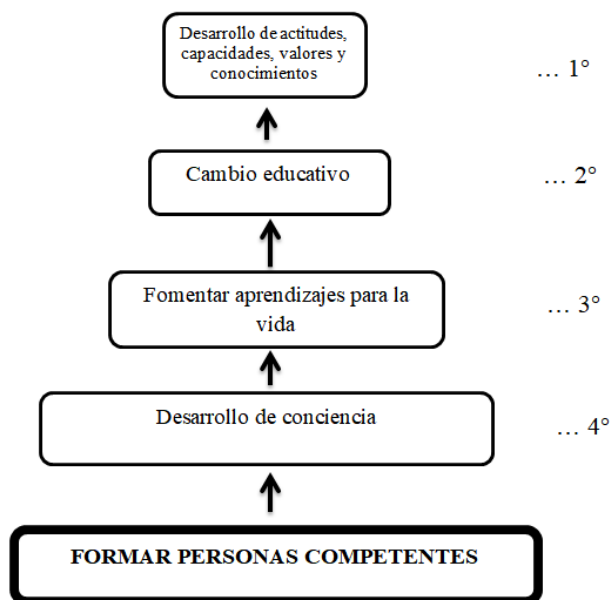 Desarrollo de actitudes,
capacidades, valores y
conocimientos
... 1°
Cambio educativo
... 2°
Fomentar aprendizajes para la
vida
... 3°
Desarrollo de conciencia
... 4°
FORMAR PERSONAS COMPETENTES